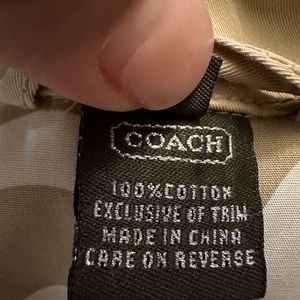 COACH
100%COTTON
EXCLUSIVE OF TRIM
MADE IN CHINA
CARE ON REVERSE